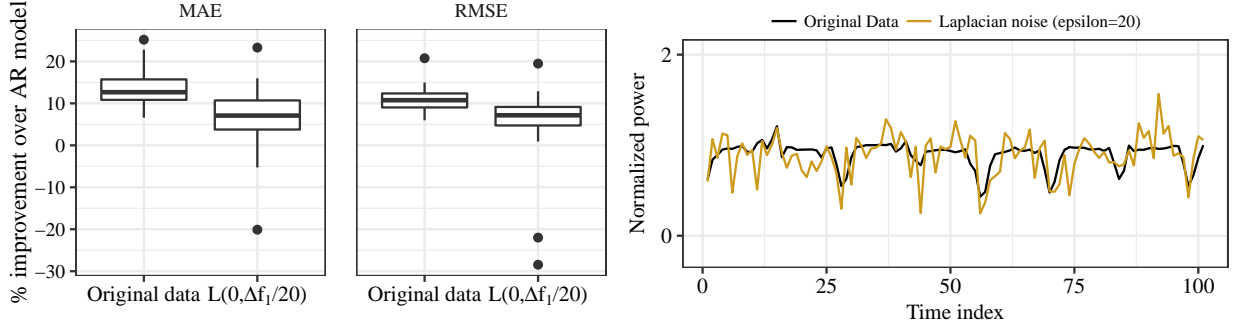 MAE
RMSE
% improvement over AR model
20
10
0
−10
−20
−30
Original data L(0,Δf₁/20)
Original data L(0,Δf₁/20)
Original Data Laplacian noise (epsilon=20)
Normalized power
2
1
0
0 25 50 75 100
Time index